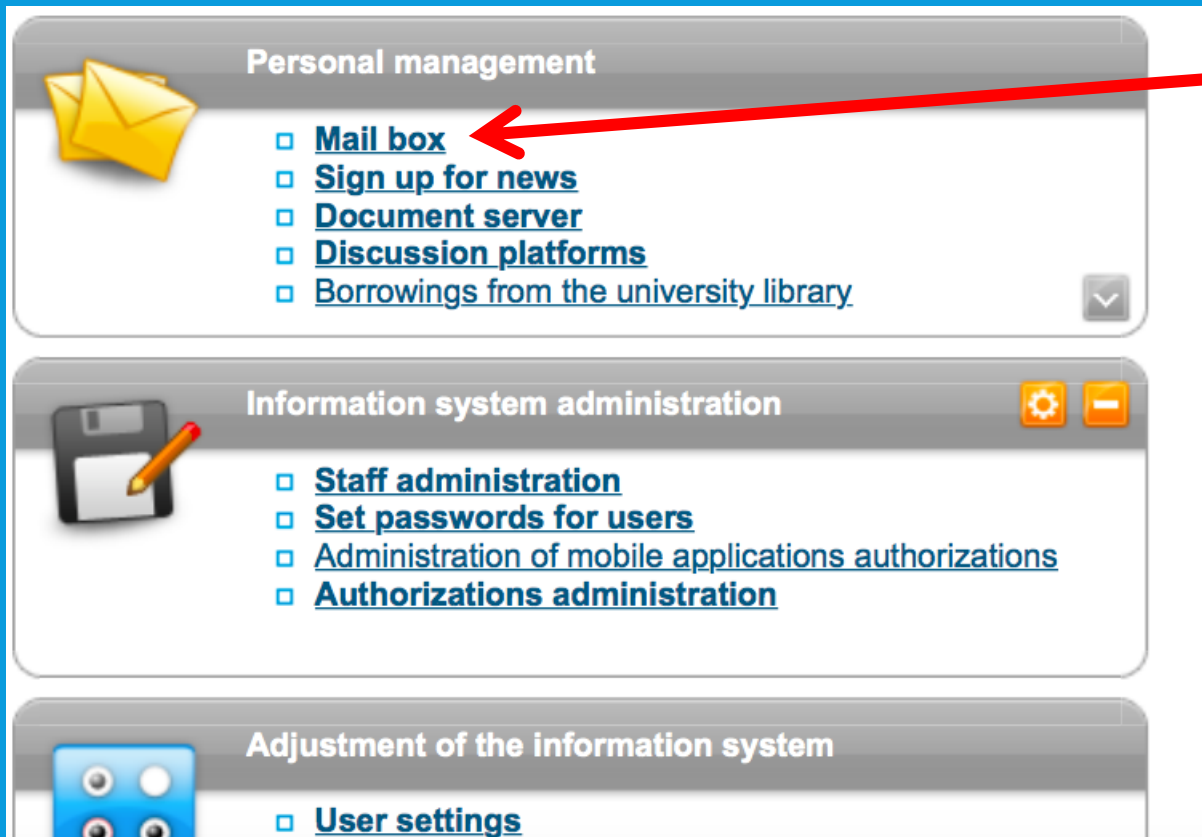 Personal management
Mail box
Sign up for news
Document server
Discussion platforms
Borrowings from the university library
Information system administration
Staff administration
Set passwords for users
Administration of mobile applications authorizations
Authorizations administration
Adjustment of the information system
User settings